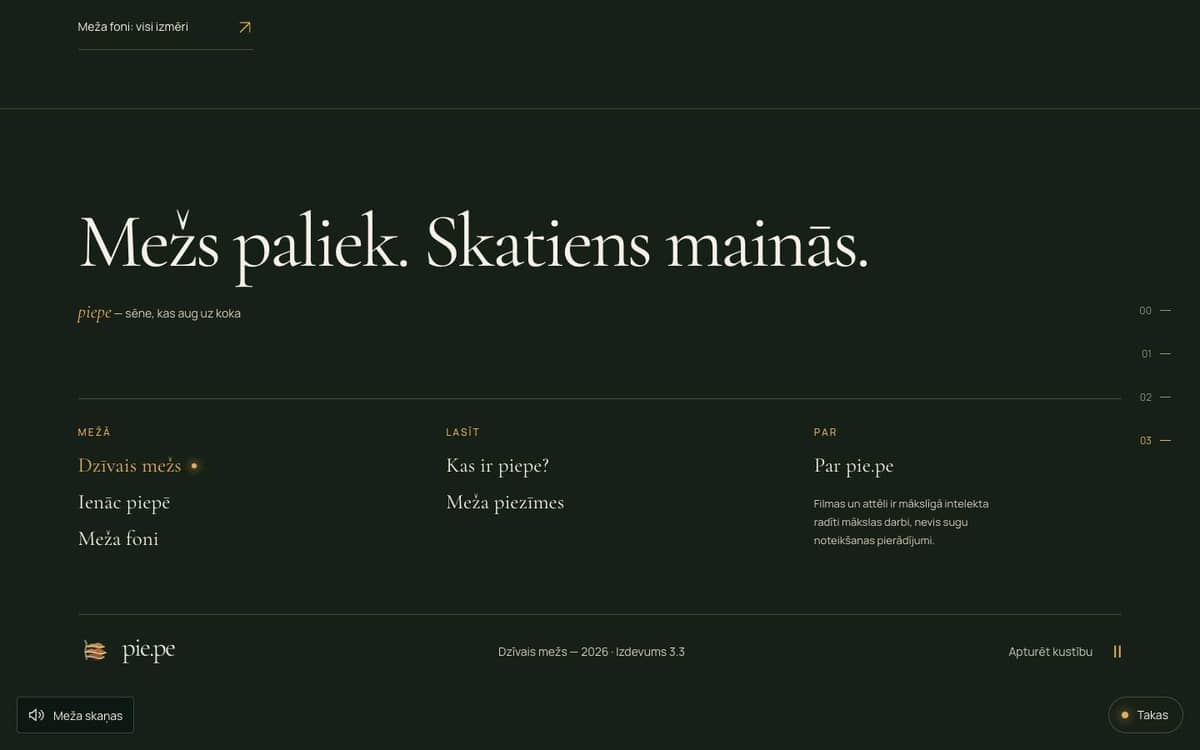 Meža foni: visi izmēri
Mežs paliek. Skatiens mainās.
piepe — sēne, kas aug uz koka
00
01
02
03
MEŽĀ
Dzīvais mežs
Ienāc piepē
Meža foni
LASĪT
Kas ir piepe?
Meža piezīmes
PAR
Par pie.pe
Filmas un attēli ir mākslīgā intelekta
radīti mākslas darbi, nevis sugu
noteikšanas pierādījumi.
pie.pe
Dzīvais mežs — 2026 · Izdevums 3.3
Apturēt kustību
Meža skaņas
Takas